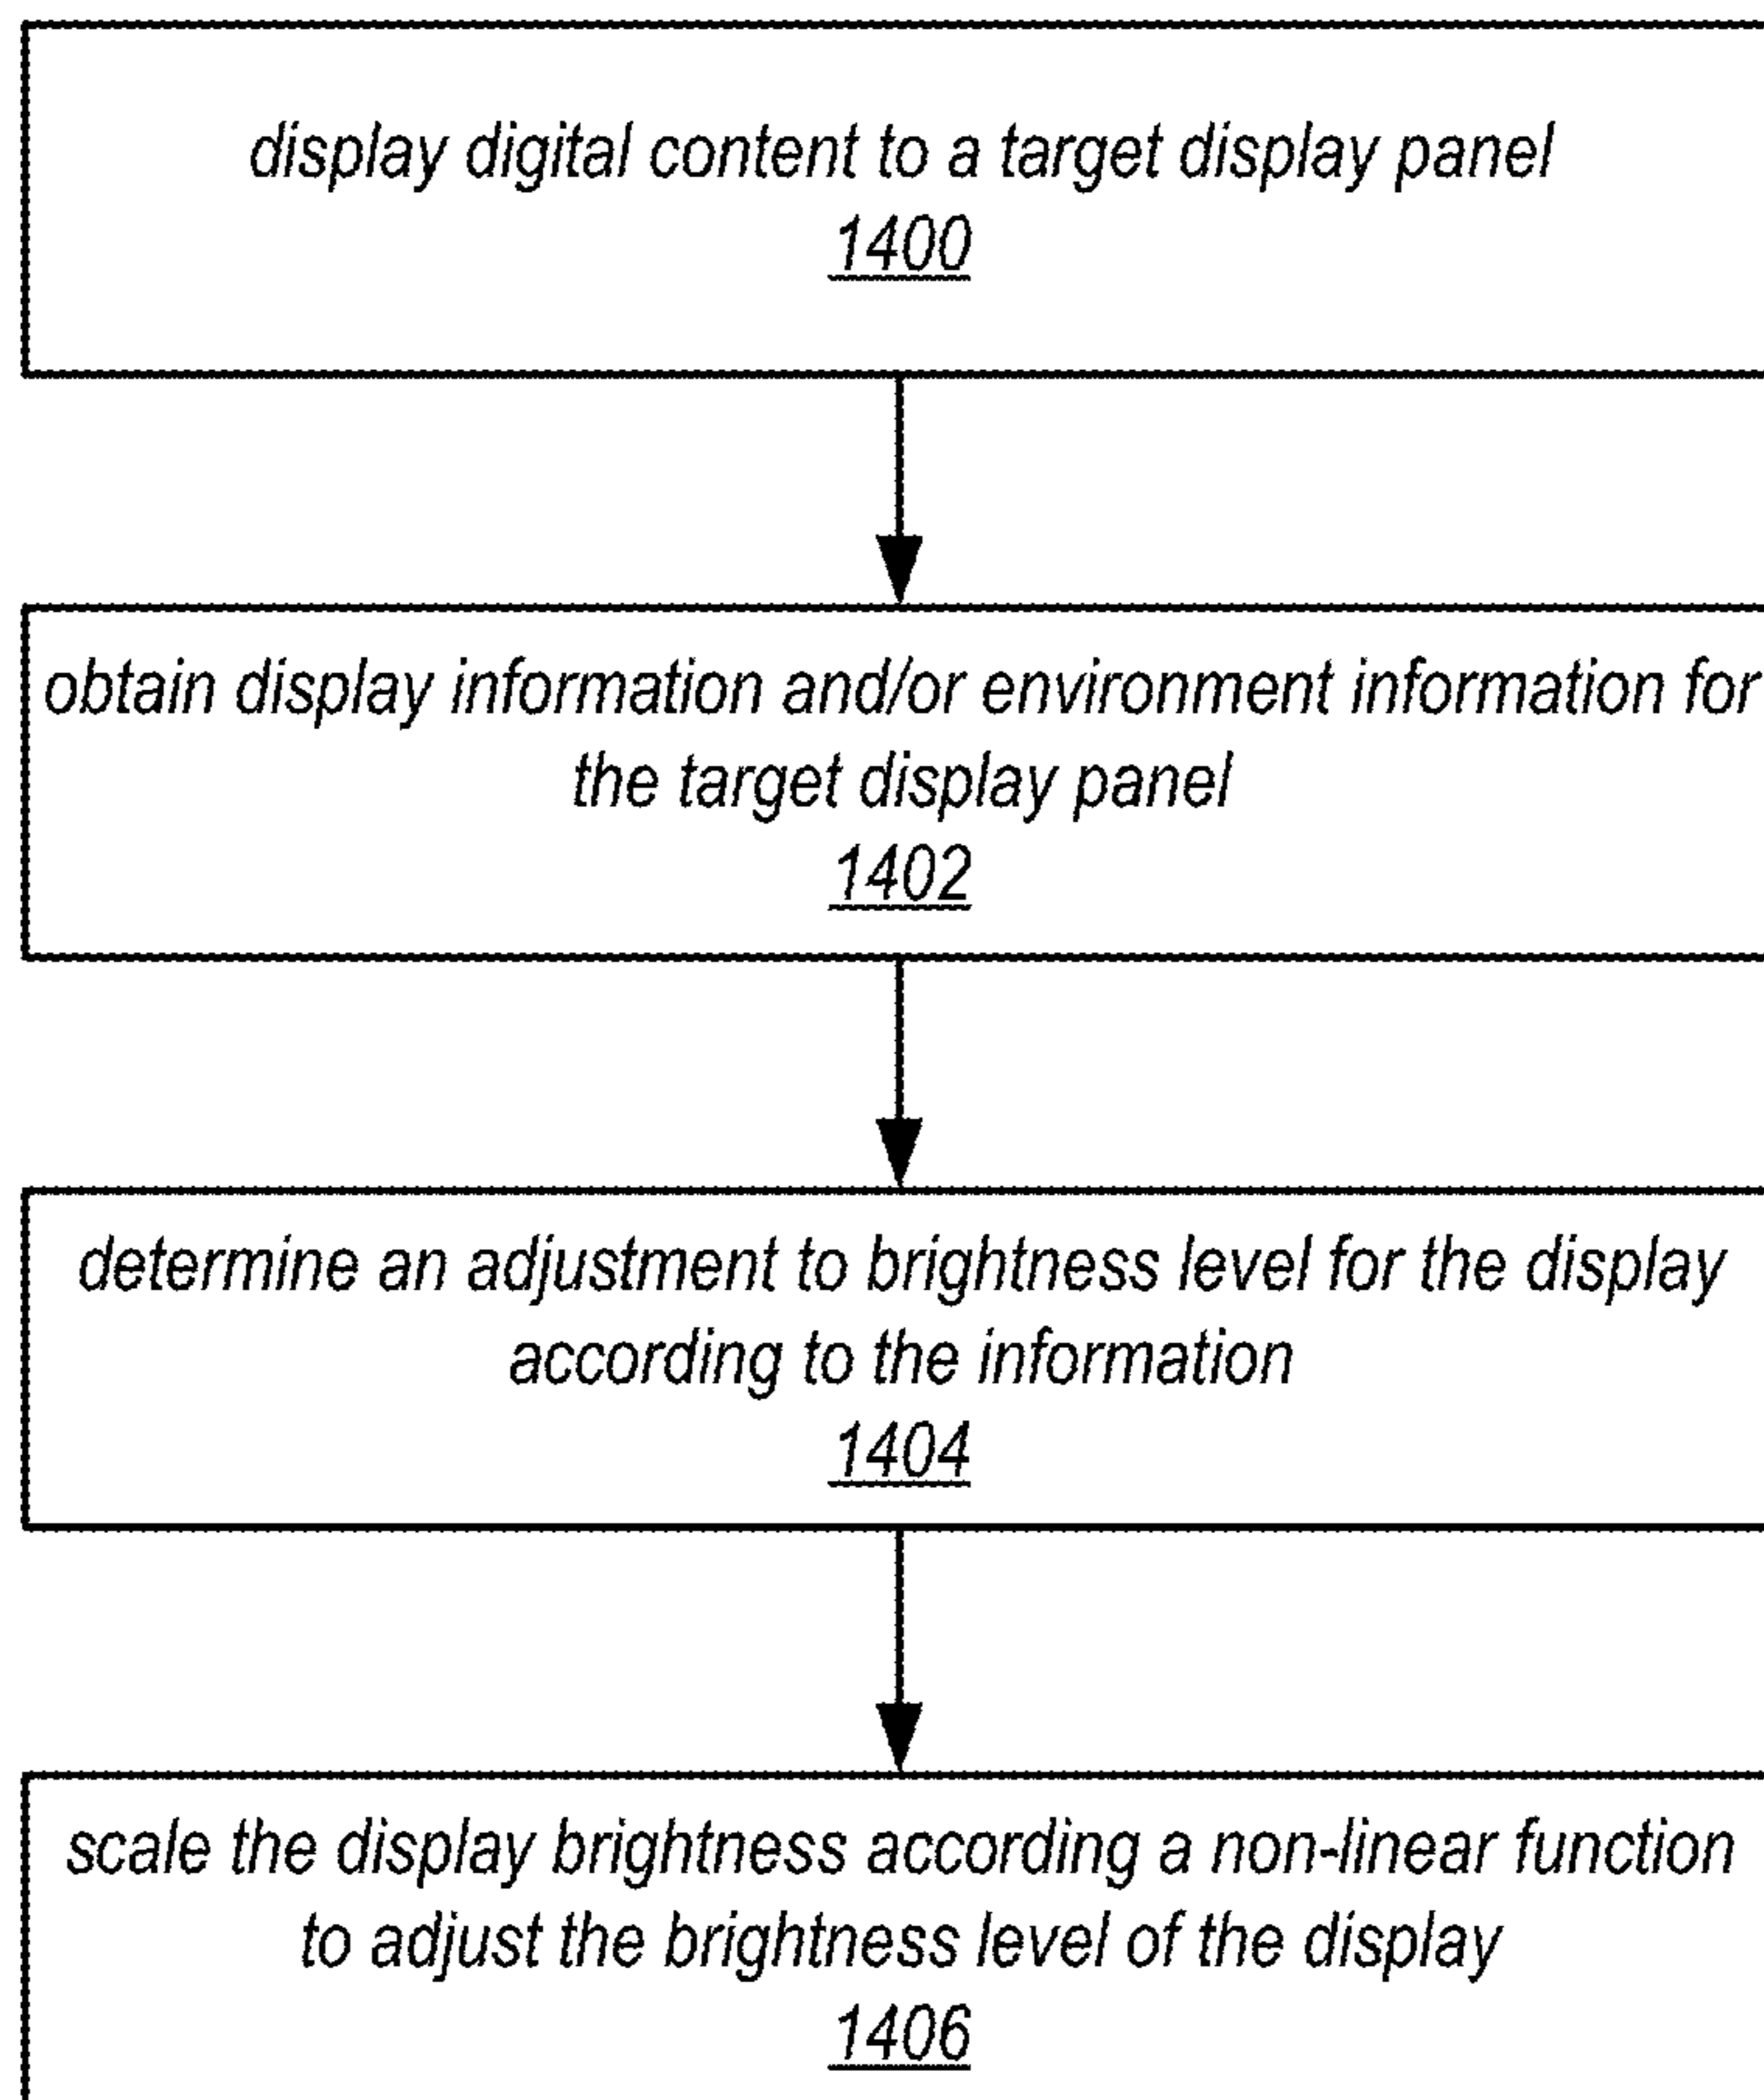 display digital content to a target display panel
1400
obtain display information and/or environment information for
the target display panel
1402
determine an adjustment to brightness level for the display
according to the information
1404
scale the display brightness according a non-linear function
to adjust the brightness level of the display
1406